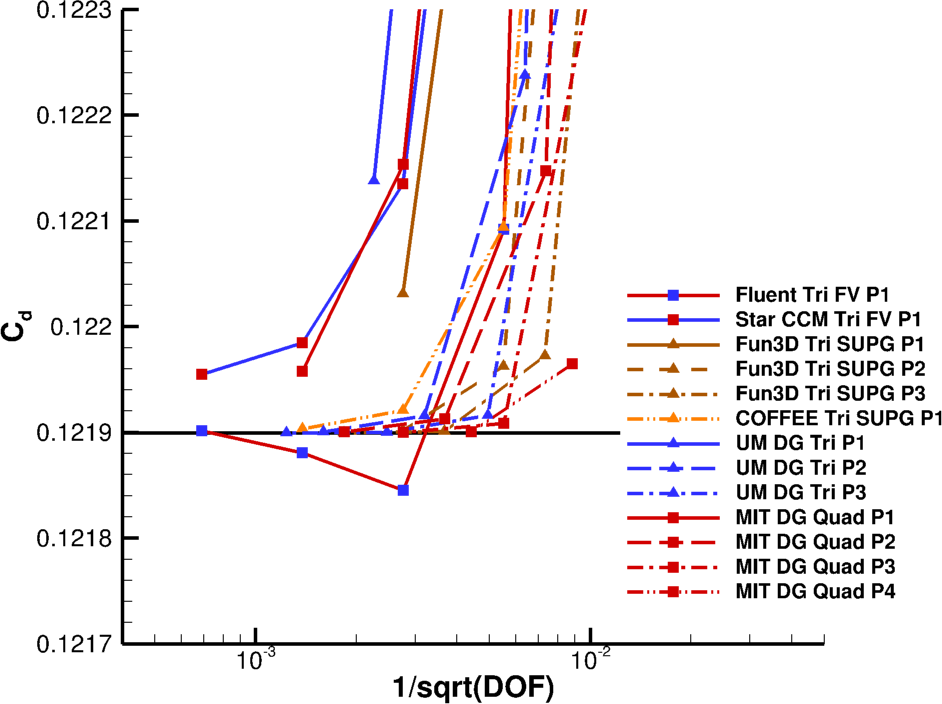 0.1223
0.1222
0.1221
0.122
0.1219
0.1218
0.1217
Cd
10-3
10-2
1/sqrt(DOF)
Fluent Tri FV P1
Star CCM Tri FV P1
Fun3D Tri SUPG P1
Fun3D Tri SUPG P2
Fun3D Tri SUPG P3
COFFEE Tri SUPG P1
UM DG Tri P1
UM DG Tri P2
UM DG Tri P3
MIT DG Quad P1
MIT DG Quad P2
MIT DG Quad P3
MIT DG Quad P4